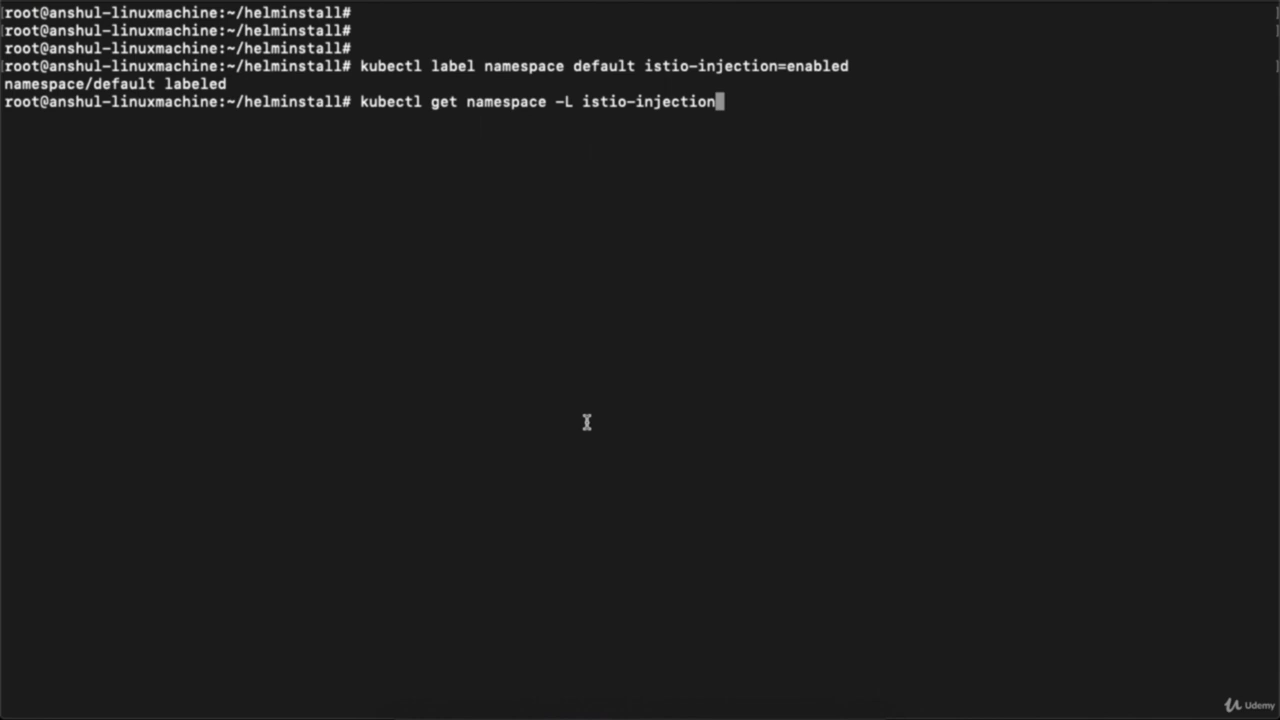 root@anshul-linuxmachine:~/helminstall#
root@anshul-linuxmachine:~/helminstall#
root@anshul-linuxmachine:~/helminstall#
root@anshul-linuxmachine:~/helminstall# kubectl label namespace default istio-injection=enabled
namespace/default labeled
root@anshul-linuxmachine:~/helminstall# kubectl get namespace -L istio-injection
Udemy